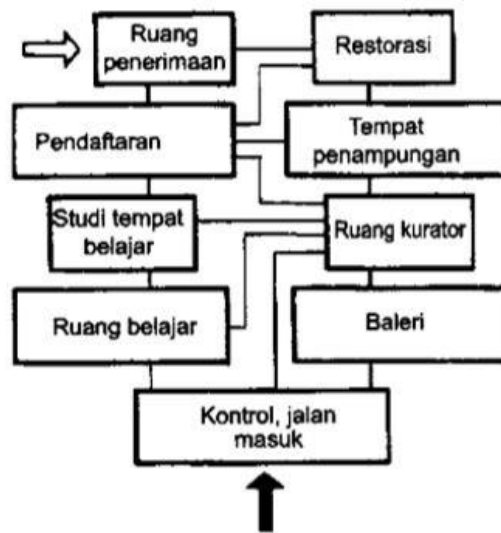 Ruang
penerimaan
Restorasi
Pendaftaran
Tempat
penampungan
Studi tempat
belajar
Ruang kurator
Ruang belajar
Baleri
Kontrol, jalan
masuk